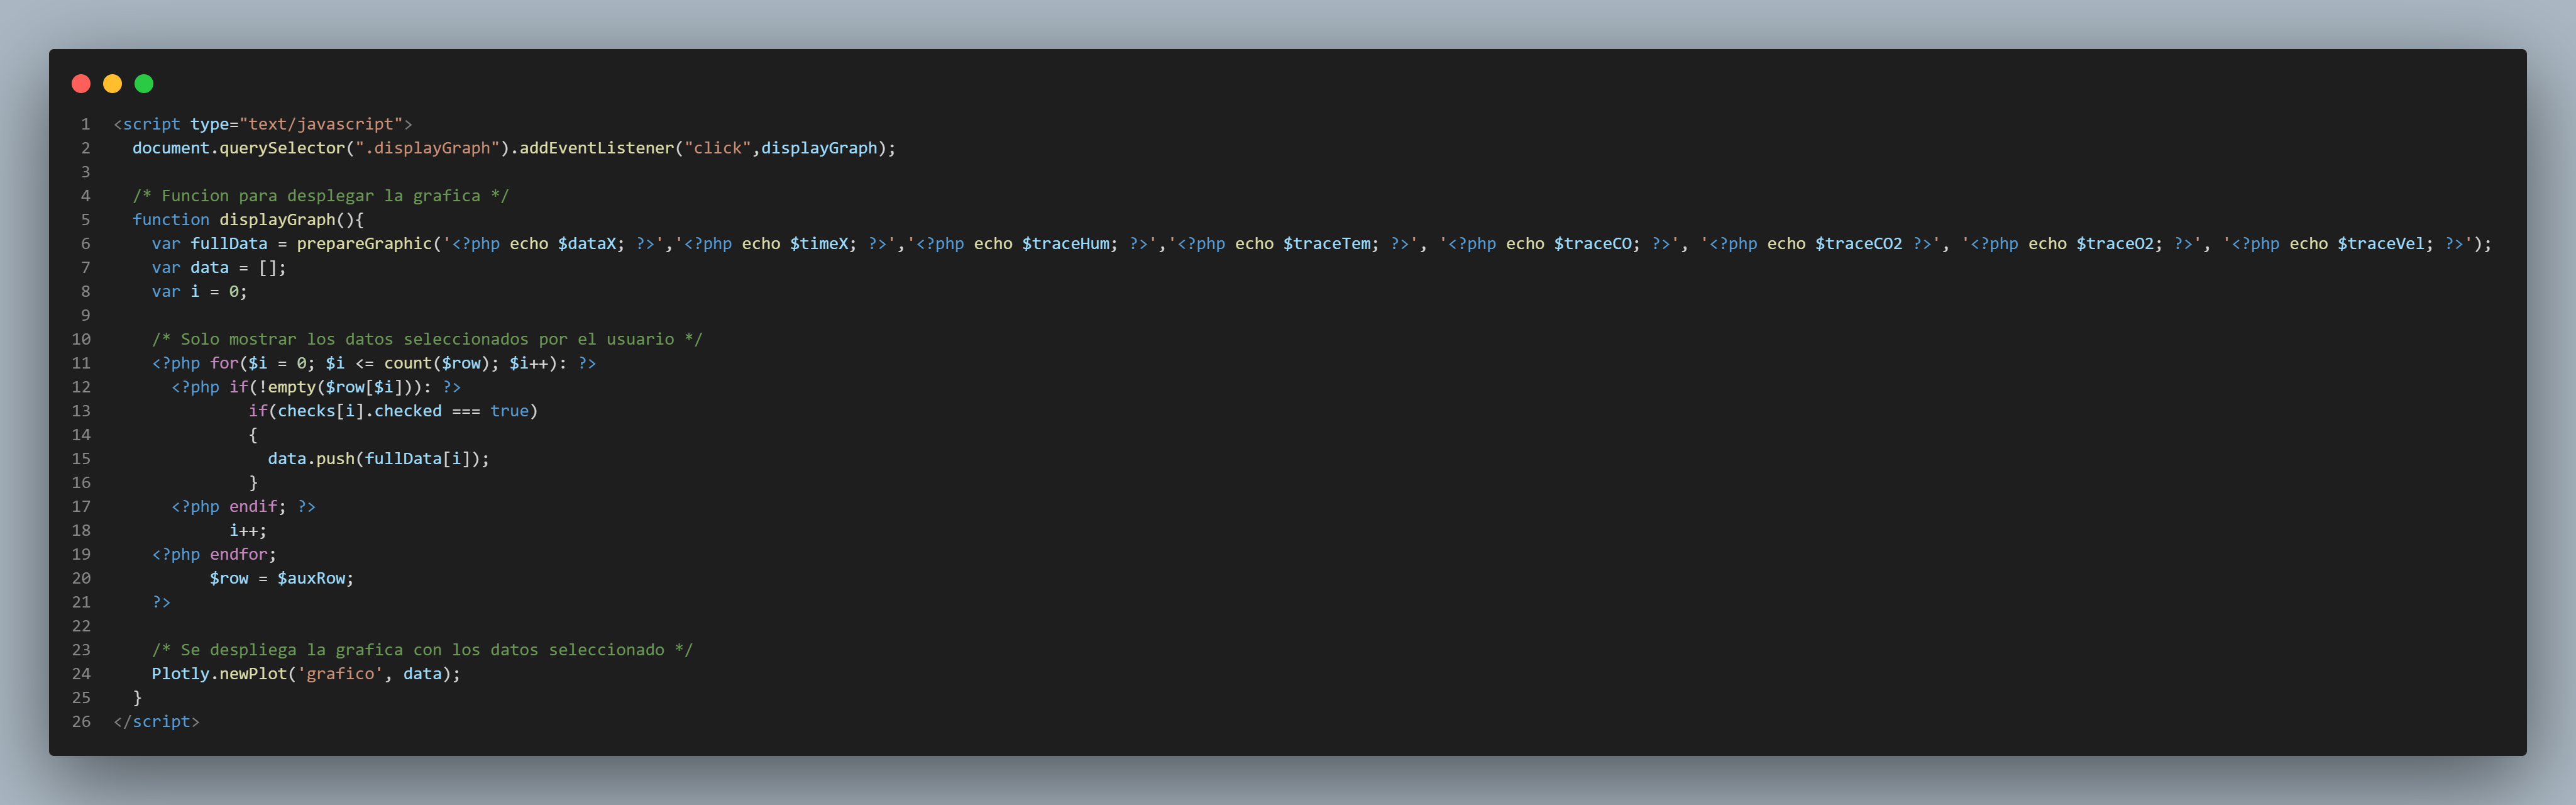 1 <script type="text/javascript">
2   document.querySelector(".displayGraph").addEventListener("click",displayGraph);
3
4   /* Funcion para desplegar la grafica */
5   function displayGraph(){
6     var fullData = prepareGraphic('<?php echo $dataX; ?>','<?php echo $timeX; ?>','<?php echo $traceHum; ?>','<?php echo $traceTem; ?>', '<?php echo $traceCO; ?>', '<?php echo $traceCO2 ?>', '<?php echo $traceO2; ?>', '<?php echo $traceVel; ?>');
7     var data = [];
8     var i = 0;
9
10     /* Solo mostrar los datos seleccionados por el usuario */
11     <?php for($i = 0; $i <= count($row); $i++): ?>
12       <?php if(!empty($row[$i])): ?>
13               if(checks[i].checked === true)
14               {
15                 data.push(fullData[i]);
16               }
17       <?php endif; ?>
18             i++;
19     <?php endfor;
20           $row = $auxRow;
21     ?>
22
23     /* Se despliega la grafica con los datos seleccionado */
24     Plotly.newPlot('grafico', data);
25   }
26 </script>